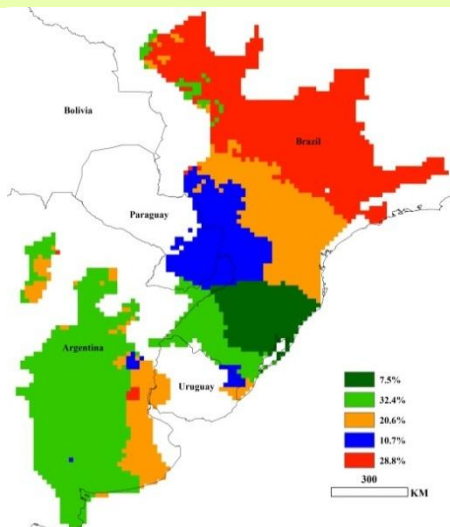 Bolivia
Brazil
Paraguay
Argentina
Uruguay
7.5%
32.4%
20.6%
10.7%
28.8%
300
KM